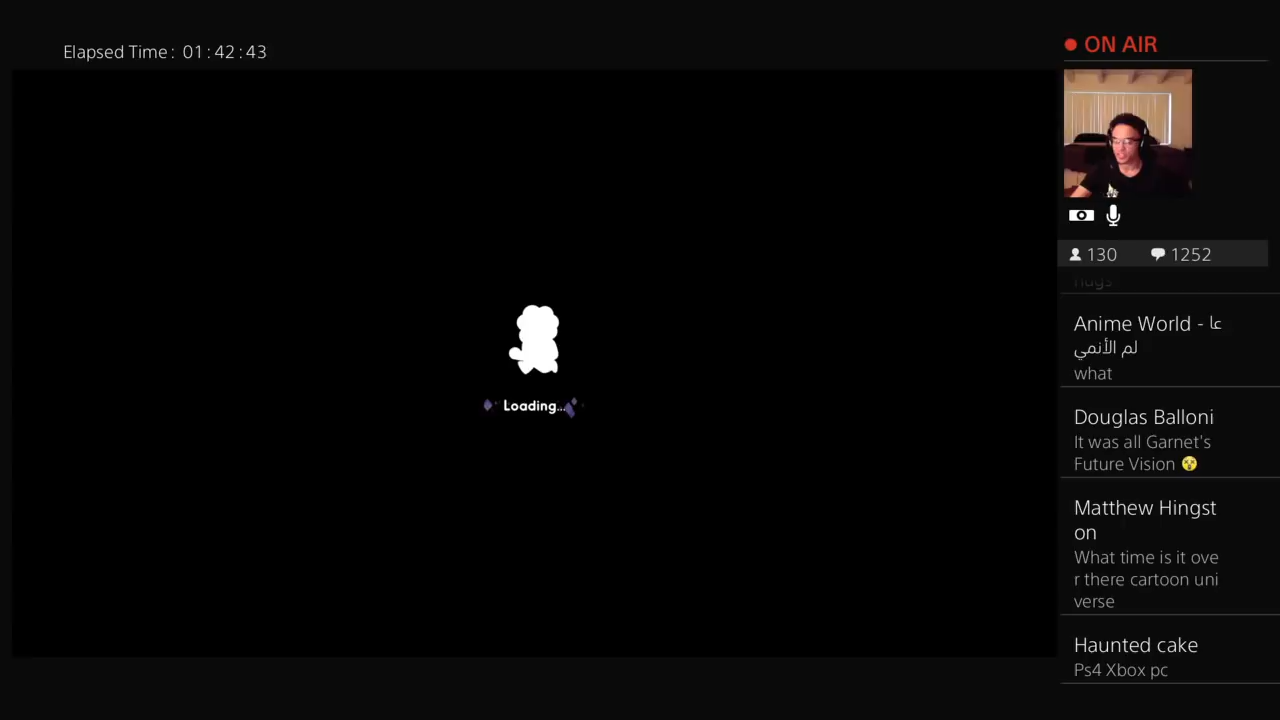 Elapsed Time: 01:42:43
ON AIR
130 1252
hugs
Anime World - عا
لم الأنمي
what
Douglas Balloni
It was all Garnet's
Future Vision 😵
Matthew Hingst
on
What time is it ove
r there cartoon uni
verse
Haunted cake
Ps4 Xbox pc
Loading...